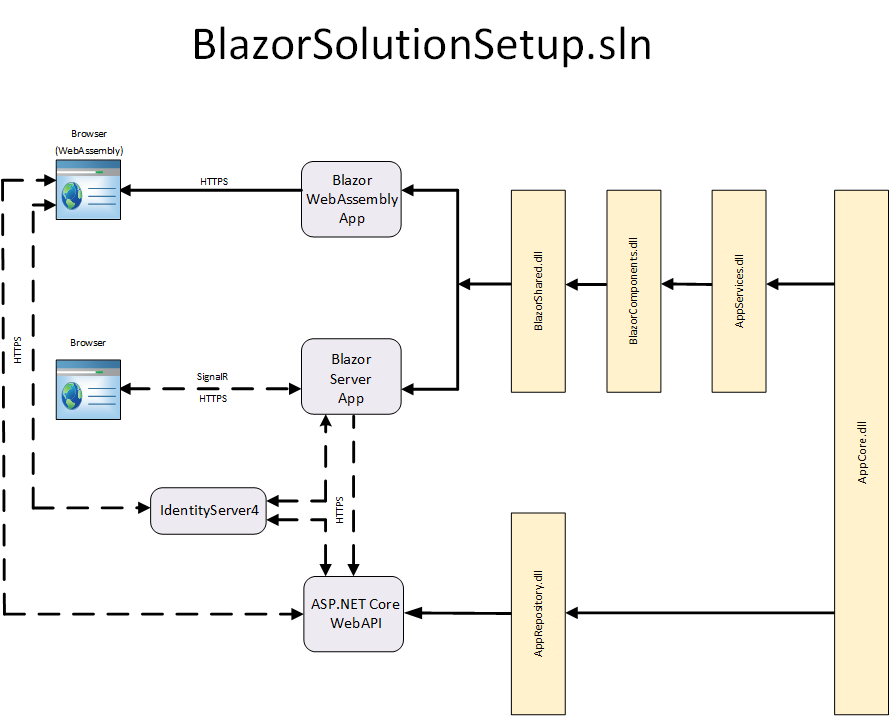 BlazorSolutionSetup.sln
Browser
(WebAssembly)
HTTPS
Blazor
WebAssembly
App
BlazorShared.dll
BlazorComponents.dll
AppServices.dll
AppCore.dll
HTTPS
Browser
SignalR
HTTPS
Blazor
Server
App
IdentityServer4
HTTPS
ASP.NET Core
WebAPI
AppRepository.dll